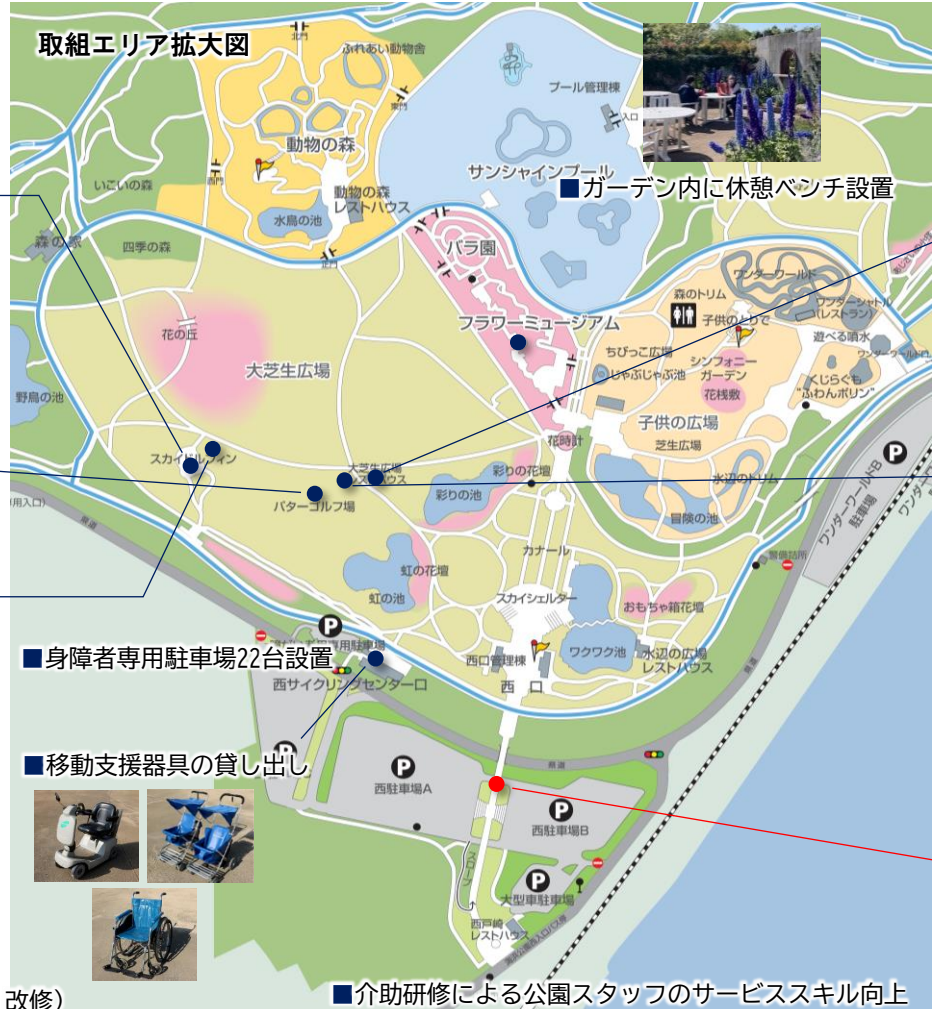 取組エリア拡大図
北門
ふれあい動物舎
東門
プール管理棟
入口
動物の森
サンシャインプール
■ガーデン内に休憩ベンチ設置
西門
いこいの森
動物の森
レストハウス
水鳥の池
森の家
四季の森
正門
バラ園
ワンダーワールド
森のトリム
ワンダーシャトル
(レストラン)
花の丘
フラワーミュージアム
子供のとりで
遊べる噴水
ちびっこ広場
じゃぶじゃぶ池
シンフォニー
ガーデン
大芝生広場
くじらぐも
"ふわんポリン"
花桟敷
野鳥の池
子供の広場
芝生広場
花時計
スカイドルフィン
大芝生広場
レストハウス
彩りの花壇
水辺のトリム
彩りの池
パターゴルフ場
冒険の池
ワンダーワールドB
駐車場
県道
カナール
警備詰所
虹の花壇
虹の池
スカイシェルター
おもちゃ箱花壇
■身障者専用駐車場22台設置
西口管理棟
ワクワク池
水辺の広場
レストハウス
西サイクリングセンター口
西口
県道
■移動支援器具の貸し出し
県道
西駐車場A
西駐車場B
スロープ
大型車駐車場
西戸崎
レストハウス
■介助研修による公園スタッフのサービススキル向上
改修)